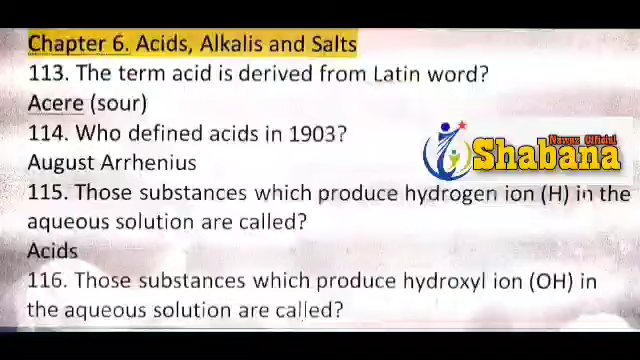 Chapter 6. Acids, Alkalis and Salts
113. The term acid is derived from Latin word?
Acere (sour)
114. Who defined acids in 1903?
August Arrhenius
Nawaz Official
Shabana
115. Those substances which produce hydrogen ion (H) in the
aqueous solution are called?
Acids
116. Those substances which produce hydroxyl ion (OH) in
the aqueous solution are called?